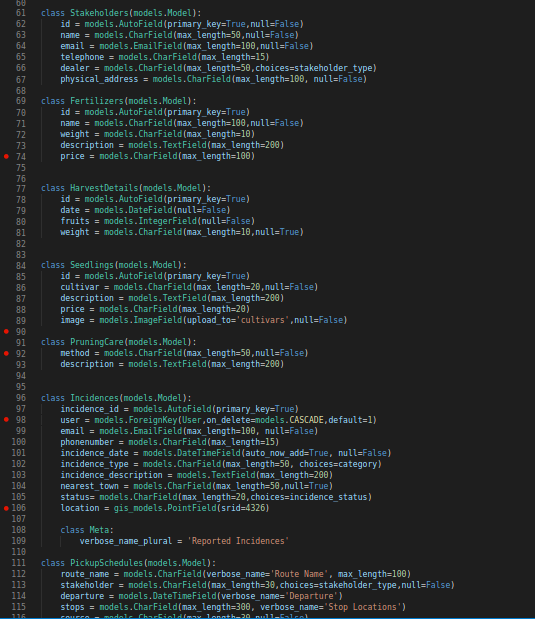 60
61 class Stakeholders(models.Model):
62 id = models.AutoField(primary_key=True,null=False)
63 name = models.CharField(max_length=50,null=False)
64 email = models.EmailField(max_length=100,null=False)
65 telephone = models.CharField(max_length=15)
66 dealer = models.CharField(max_length=50,choices=stakeholder_type)
67 physical_address = models.CharField(max_length=100, null=False)
68
69 class Fertilizers(models.Model):
70 id = models.AutoField(primary_key=True)
71 name = models.CharField(max_length=100,null=False)
72 weight = models.CharField(max_length=10)
73 description = models.TextField(max_length=200)
74 price = models.CharField(max_length=100)
75
76
77 class HarvestDetails(models.Model):
78 id = models.AutoField(primary_key=True)
79 date = models.DateField(null=False)
80 fruits = models.IntegerField(null=False)
81 weight = models.CharField(max_length=10,null=True)
82
83
84 class Seedlings(models.Model):
85 id = models.AutoField(primary_key=True)
86 cultivar = models.CharField(max_length=20,null=False)
87 description = models.TextField(max_length=200)
88 price = models.CharField(max_length=20)
89 image = models.ImageField(upload_to='cultivars',null=False)
90
91 class PruningCare(models.Model):
92 method = models.CharField(max_length=50,null=False)
93 description = models.TextField(max_length=200)
94
95
96 class Incidences(models.Model):
97 incidence_id = models.AutoField(primary_key=True)
98 user = models.ForeignKey(User,on_delete=models.CASCADE,default=1)
99 email = models.EmailField(max_length=100, null=False)
100 phonenumber = models.CharField(max_length=15)
101 incidence_date = models.DateTimeField(auto_now_add=True, null=False)
102 incidence_type = models.CharField(max_length=50, choices=category)
103 incidence_description = models.TextField(max_length=200)
104 nearest_town = models.CharField(max_length=50,null=True)
105 status= models.CharField(max_length=20,choices=incidence_status)
106 location = gis_models.PointField(srid=4326)
107
108 class Meta:
109 verbose_name_plural = 'Reported Incidences'
110
111 class PickupSchedules(models.Model):
112 route_name = models.CharField(verbose_name='Route Name', max_length=100)
113 stakeholder = models.CharField(max_length=30,choices=stakeholder_type,null=False)
114 departure = models.DateTimeField(verbose_name='Departure')
115 stops = models.CharField(max_length=300, verbose_name='Stop Locations')
116 source = models.CharField(max_length=30,null=False)